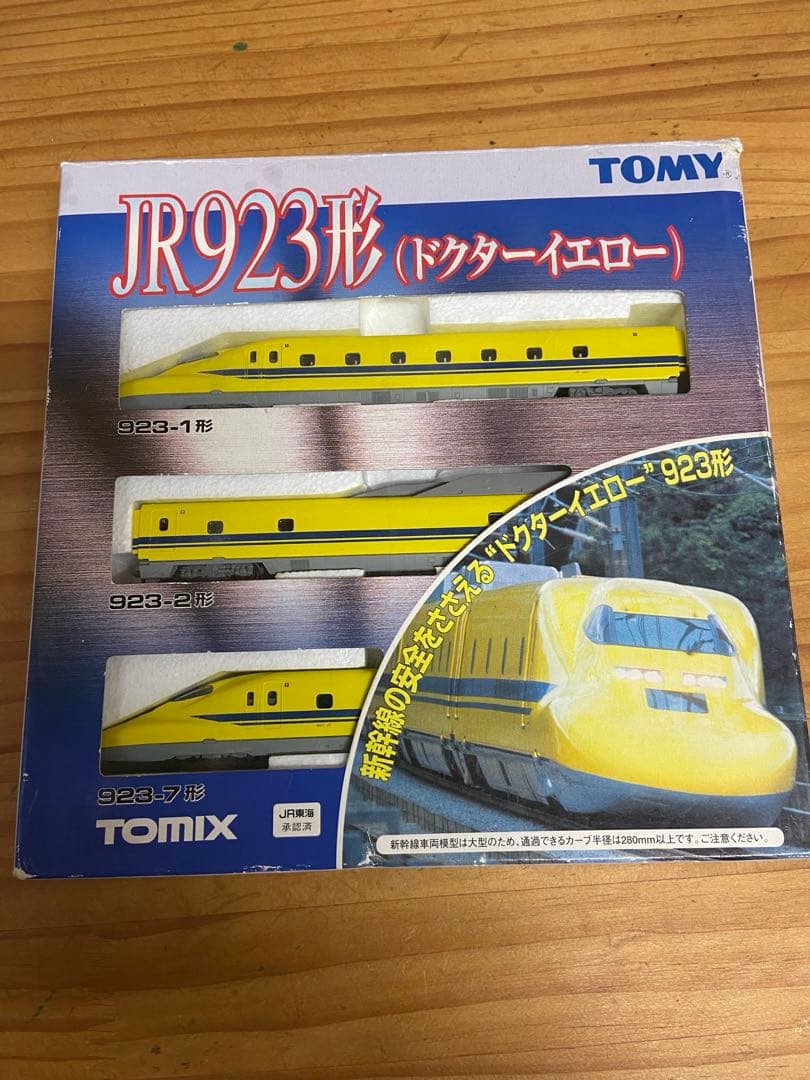 TOMY
JR923形(ドクターイエロー)
923-1形
923-2形
923-7形
新幹線の安全をささえる"ドクターイエロー"923形
TOMIX
JR東海
承認済
新幹線車両模型は大型のため、通過できるカーブ半径は280mm以上です。ご注意ください。